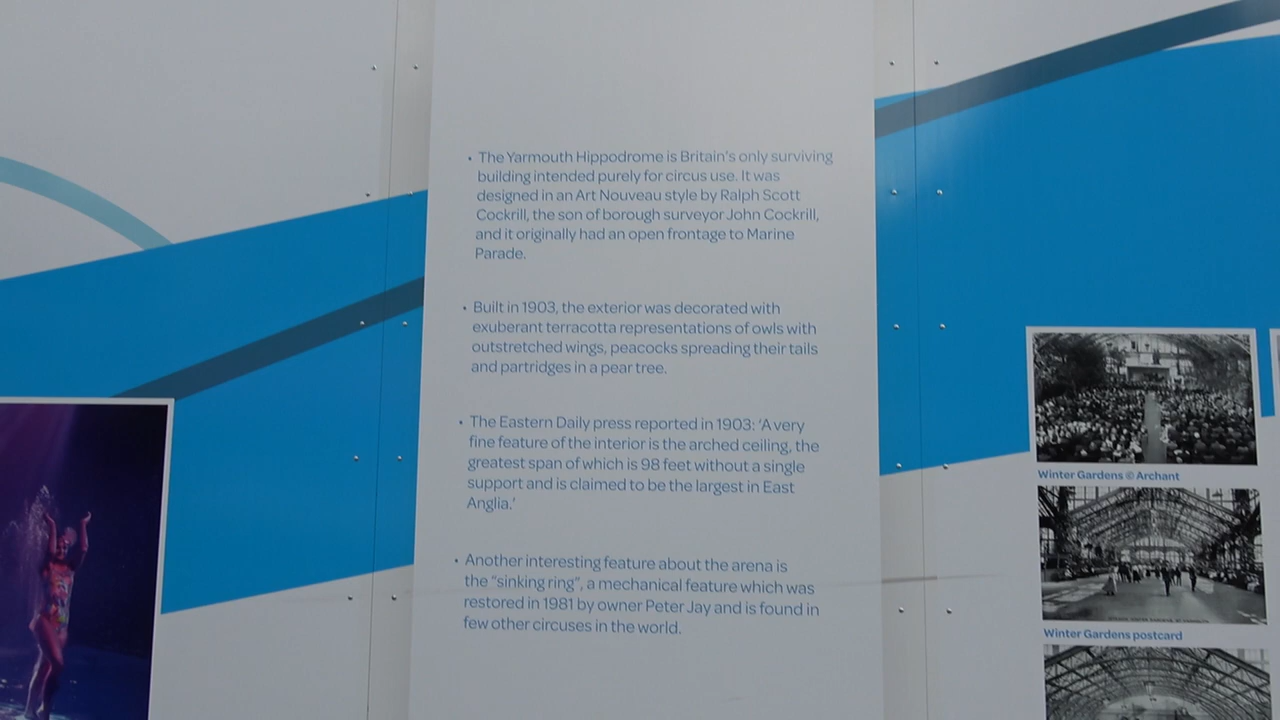 • The Yarmouth Hippodrome is Britain's only surviving
building intended purely for circus use. It was
designed in an Art Nouveau style by Ralph Scott
Cockrill, the son of borough surveyor John Cockrill,
and it originally had an open frontage to Marine
Parade.
• Built in 1903, the exterior was decorated with
exuberant terracotta representations of owls with
outstretched wings, peacocks spreading their tails
and partridges in a pear tree.
• The Eastern Daily press reported in 1903: ‘A very
fine feature of the interior is the arched ceiling, the
greatest span of which is 98 feet without a single
support and is claimed to be the largest in East
Anglia.’
• Another interesting feature about the arena is
the “sinking ring”, a mechanical feature which was
restored in 1981 by owner Peter Jay and is found in
few other circuses in the world.
Winter Gardens © Archant
Winter Gardens postcard